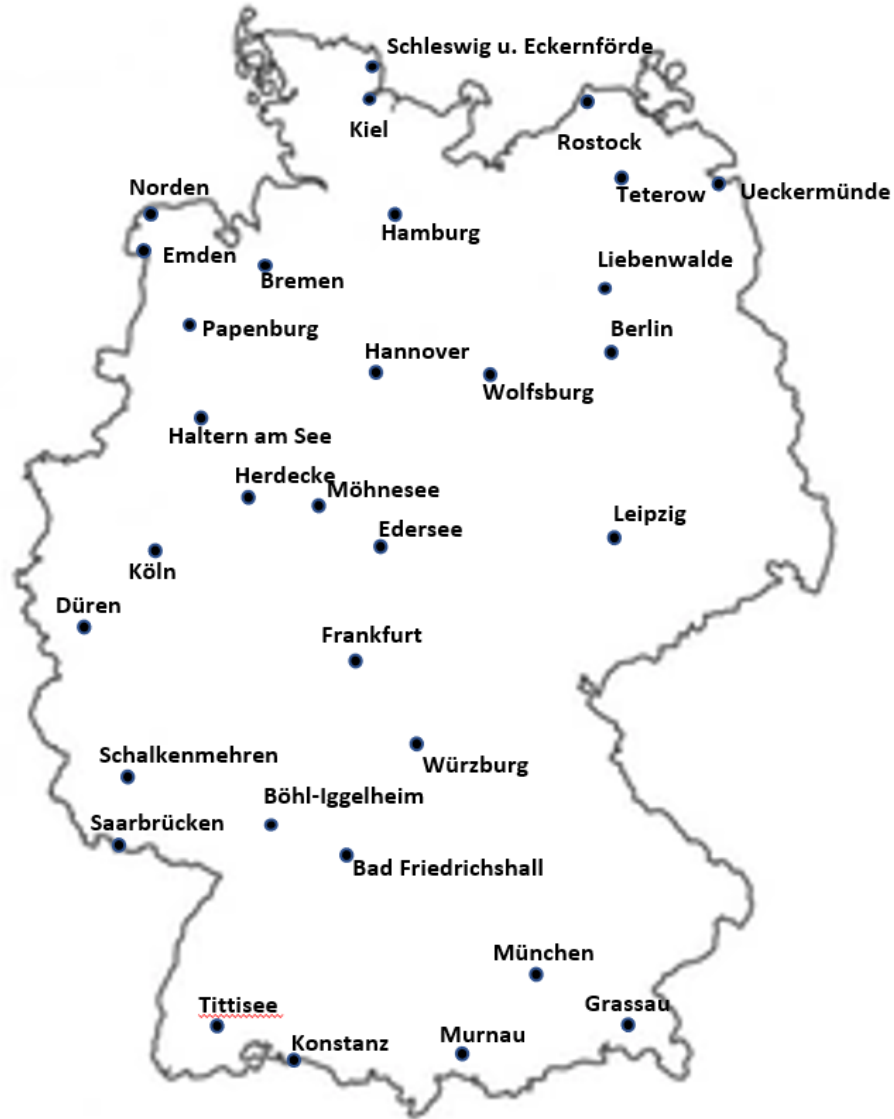 Schleswig u. Eckernförde
Kiel
Rostock
Norden
Teterow
Ueckermünde
Hamburg
Emden
Liebenwalde
Bremen
Papenburg
Berlin
Hannover
Wolfsburg
Haltern am See
Herdecke
Möhnesee
Leipzig
Edersee
Köln
Düren
Frankfurt
Schalkenmehren
Würzburg
Böhl-Iggelheim
Saarbrücken
Bad Friedrichshall
München
Tittisee
Grassau
Konstanz
Murnau